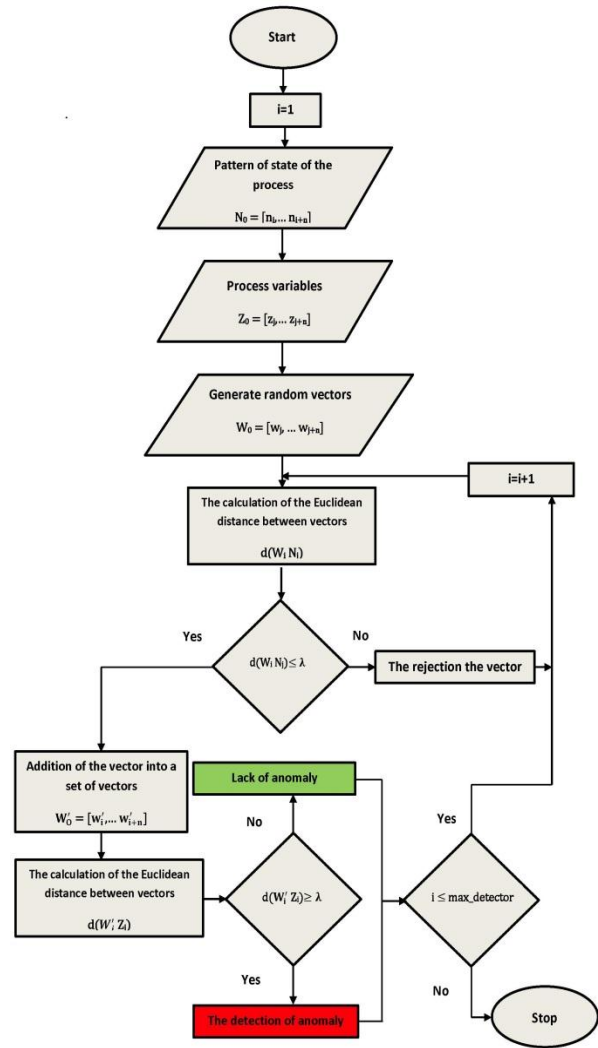 Start
i=1
Pattern of state of the
process
N₀ = [nᵢ,... nᵢ₊ₙ]
Process variables
Z₀ = [zⱼ,... zⱼ₊ₙ]
Generate random vectors
W₀ = [wⱼ, ... wⱼ₊ₙ]
i=i+1
The calculation of the Euclidean
distance between vectors
d(Wᵢ Nᵢ)
Yes
No
d(Wᵢ Nⱼ)≤ λ
The rejection the vector
Addition of the vector into a
set of vectors
W′₀ = [w′ᵢ,... w′ᵢ₊ₙ]
Lack of anomaly
No
Yes
The calculation of the Euclidean
distance between vectors
d(W′ᵢ Zᵢ)
d(W′ᵢ Zᵢ)≥ λ
i ≤ max_detector
Yes
No
The detection of anomaly
Stop